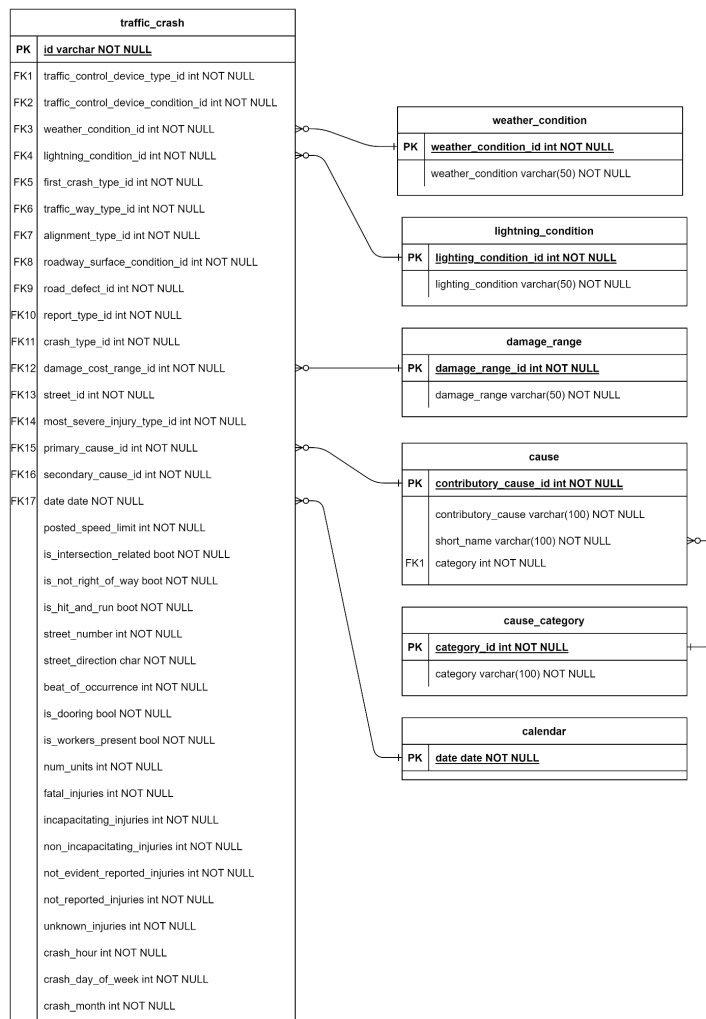 traffic_crash
PK id varchar NOT NULL
FK1 traffic_control_device_type_id int NOT NULL
FK2 traffic_control_device_condition_id int NOT NULL
FK3 weather_condition_id int NOT NULL
FK4 lightning_condition_id int NOT NULL
FK5 first_crash_type_id int NOT NULL
FK6 traffic_way_type_id int NOT NULL
FK7 alignment_type_id int NOT NULL
FK8 roadway_surface_condition_id int NOT NULL
FK9 road_defect_id int NOT NULL
FK10 report_type_id int NOT NULL
FK11 crash_type_id int NOT NULL
FK12 damage_cost_range_id int NOT NULL
FK13 street_id int NOT NULL
FK14 most_severe_injury_type_id int NOT NULL
FK15 primary_cause_id int NOT NULL
FK16 secondary_cause_id int NOT NULL
FK17 date date NOT NULL
posted_speed_limit int NOT NULL
is_intersection_related boot NOT NULL
is_not_right_of_way boot NOT NULL
is_hit_and_run boot NOT NULL
street_number int NOT NULL
street_direction char NOT NULL
beat_of_occurrence int NOT NULL
is_dooring bool NOT NULL
is_workers_present bool NOT NULL
num_units int NOT NULL
fatal_injuries int NOT NULL
incapacitating_injuries int NOT NULL
non_incapacitating_injuries int NOT NULL
not_evident_reported_injuries int NOT NULL
not_reported_injuries int NOT NULL
unknown_injuries int NOT NULL
crash_hour int NOT NULL
crash_day_of_week int NOT NULL
crash_month int NOT NULL
weather_condition
PK weather_condition_id int NOT NULL
weather_condition varchar(50) NOT NULL
lightning_condition
PK lighting_condition_id int NOT NULL
lighting_condition varchar(50) NOT NULL
damage_range
PK damage_range_id int NOT NULL
damage_range varchar(50) NOT NULL
cause
PK contributory_cause_id int NOT NULL
contributory_cause varchar(100) NOT NULL
short_name varchar(100) NOT NULL
FK1 category int NOT NULL
cause_category
PK category_id int NOT NULL
category varchar(100) NOT NULL
calendar
PK date date NOT NULL